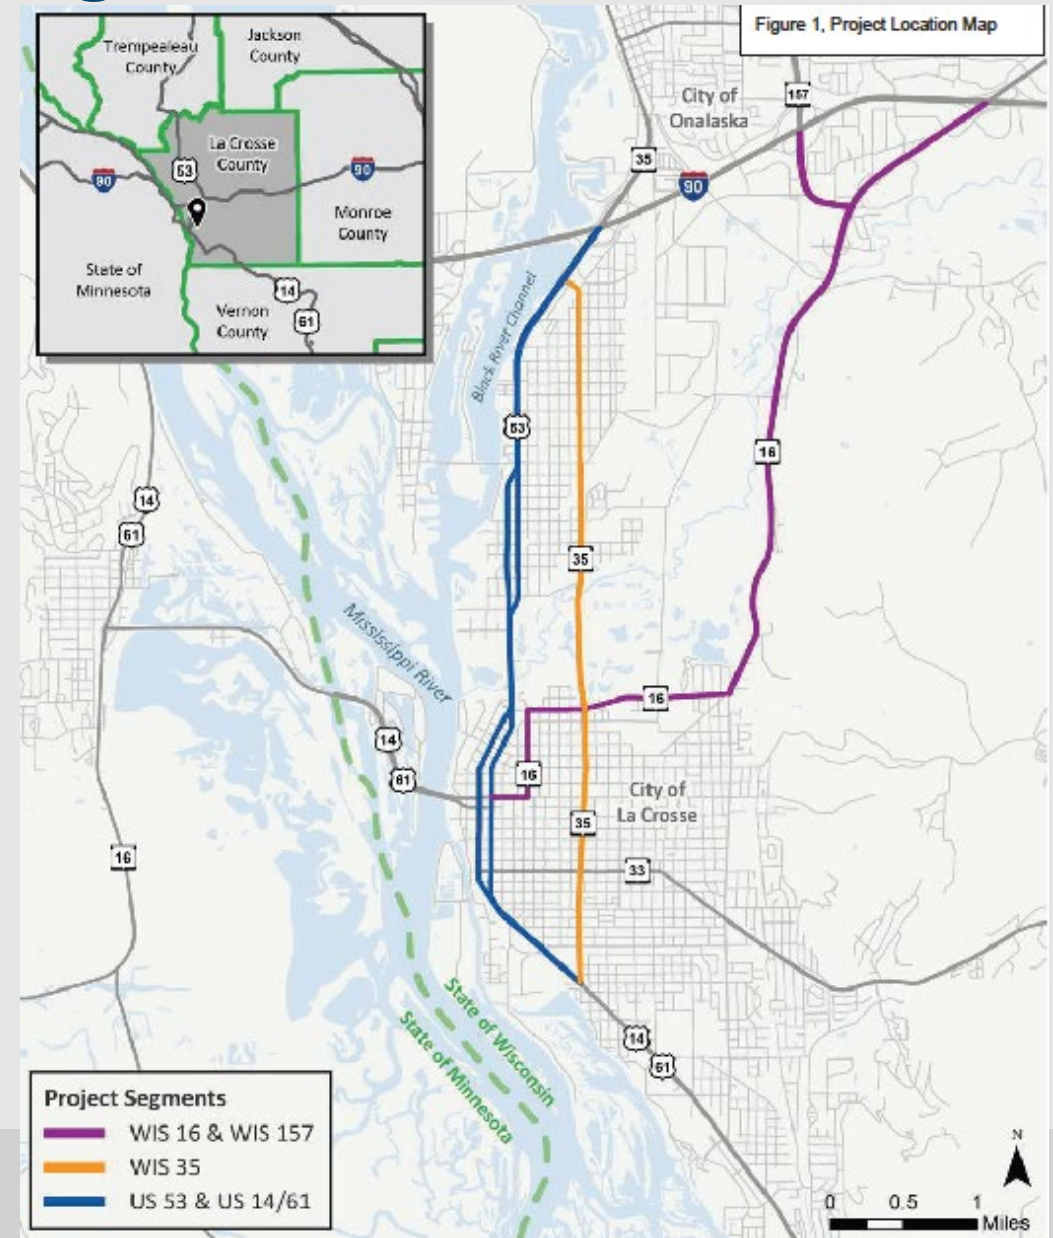 Figure 1, Project Location Map
Trempealeau
County
Jackson
County
La Crosse
County
53
90
90
Monroe
County
State of
Minnesota
14
61
Vernon
County
157
City of
Onalaska
35
90
Black River Channel
53
16
14
61
35
Mississippi River
16
14
61
16
City of
La Crosse
35
16
33
State of Wisconsin
State of Minnesota
14
61
Project Segments
WIS 16 & WIS 157
WIS 35
US 53 & US 14/61
N
0 0.5 1
Miles